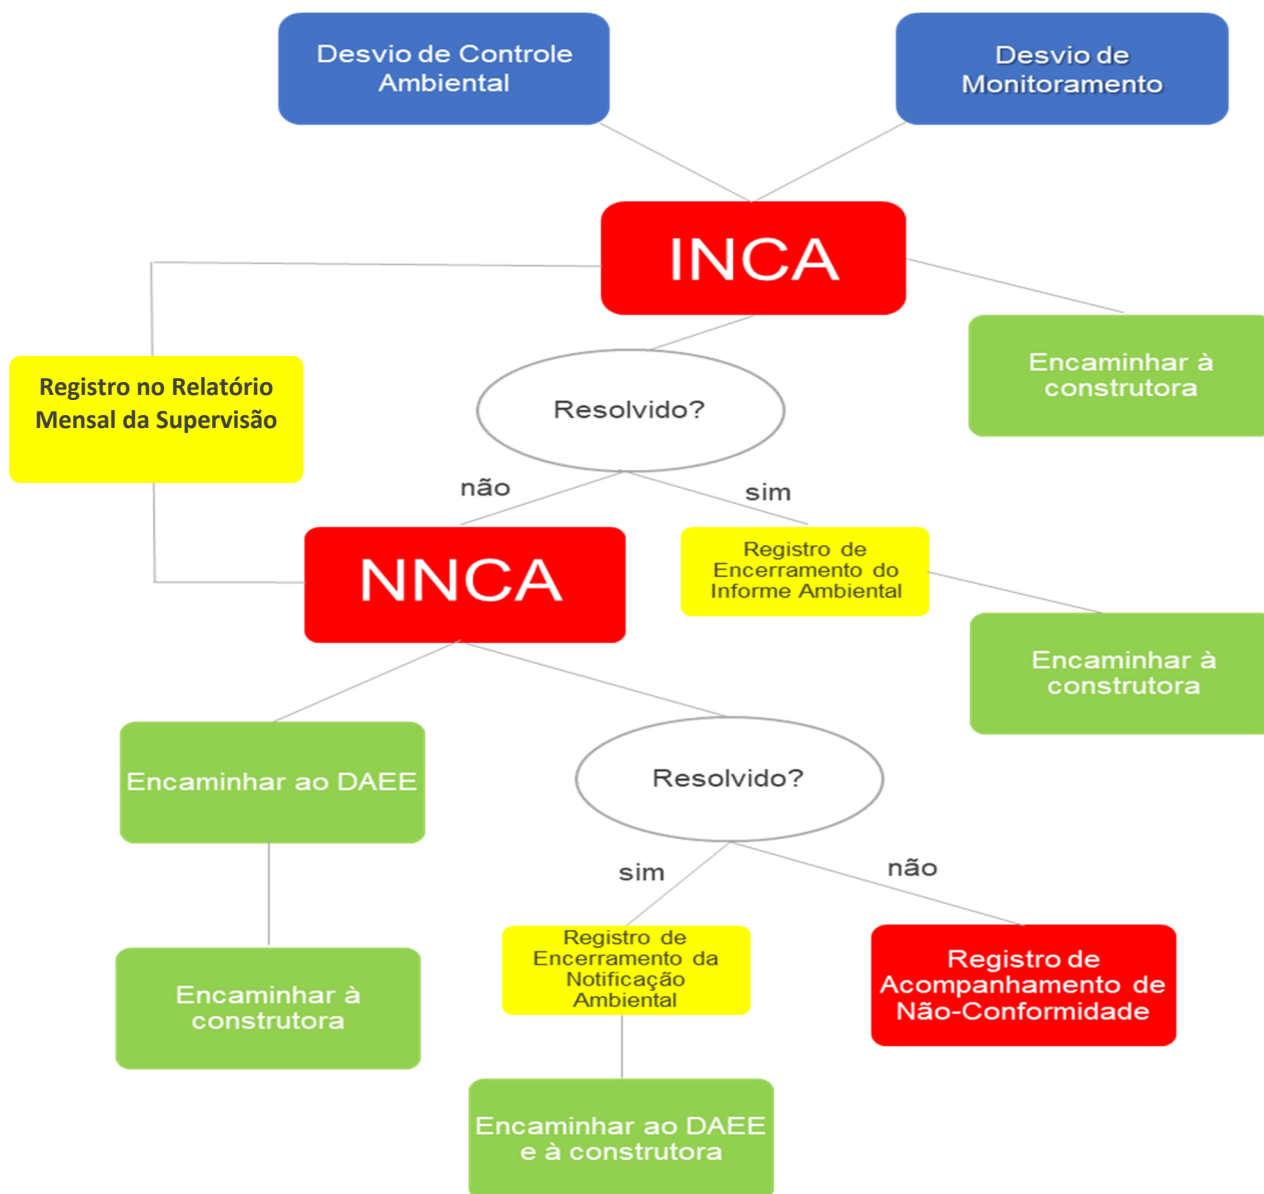 Desvio de Controle
Ambiental
Desvio de
Monitoramento
INCA
Encaminhar à
construtora
Registro no Relatório
Mensal da Supervisão
Resolvido?
não
sim
NNCA
Registro de
Encerramento do
Informe Ambiental
Encaminhar à
construtora
Encaminhar ao DAEE
Resolvido?
sim
não
Encaminhar à
construtora
Registro de
Encerramento da
Notificação
Ambiental
Registro de
Acompanhamento de
Não-Conformidade
Encaminhar ao DAEE
e à construtora